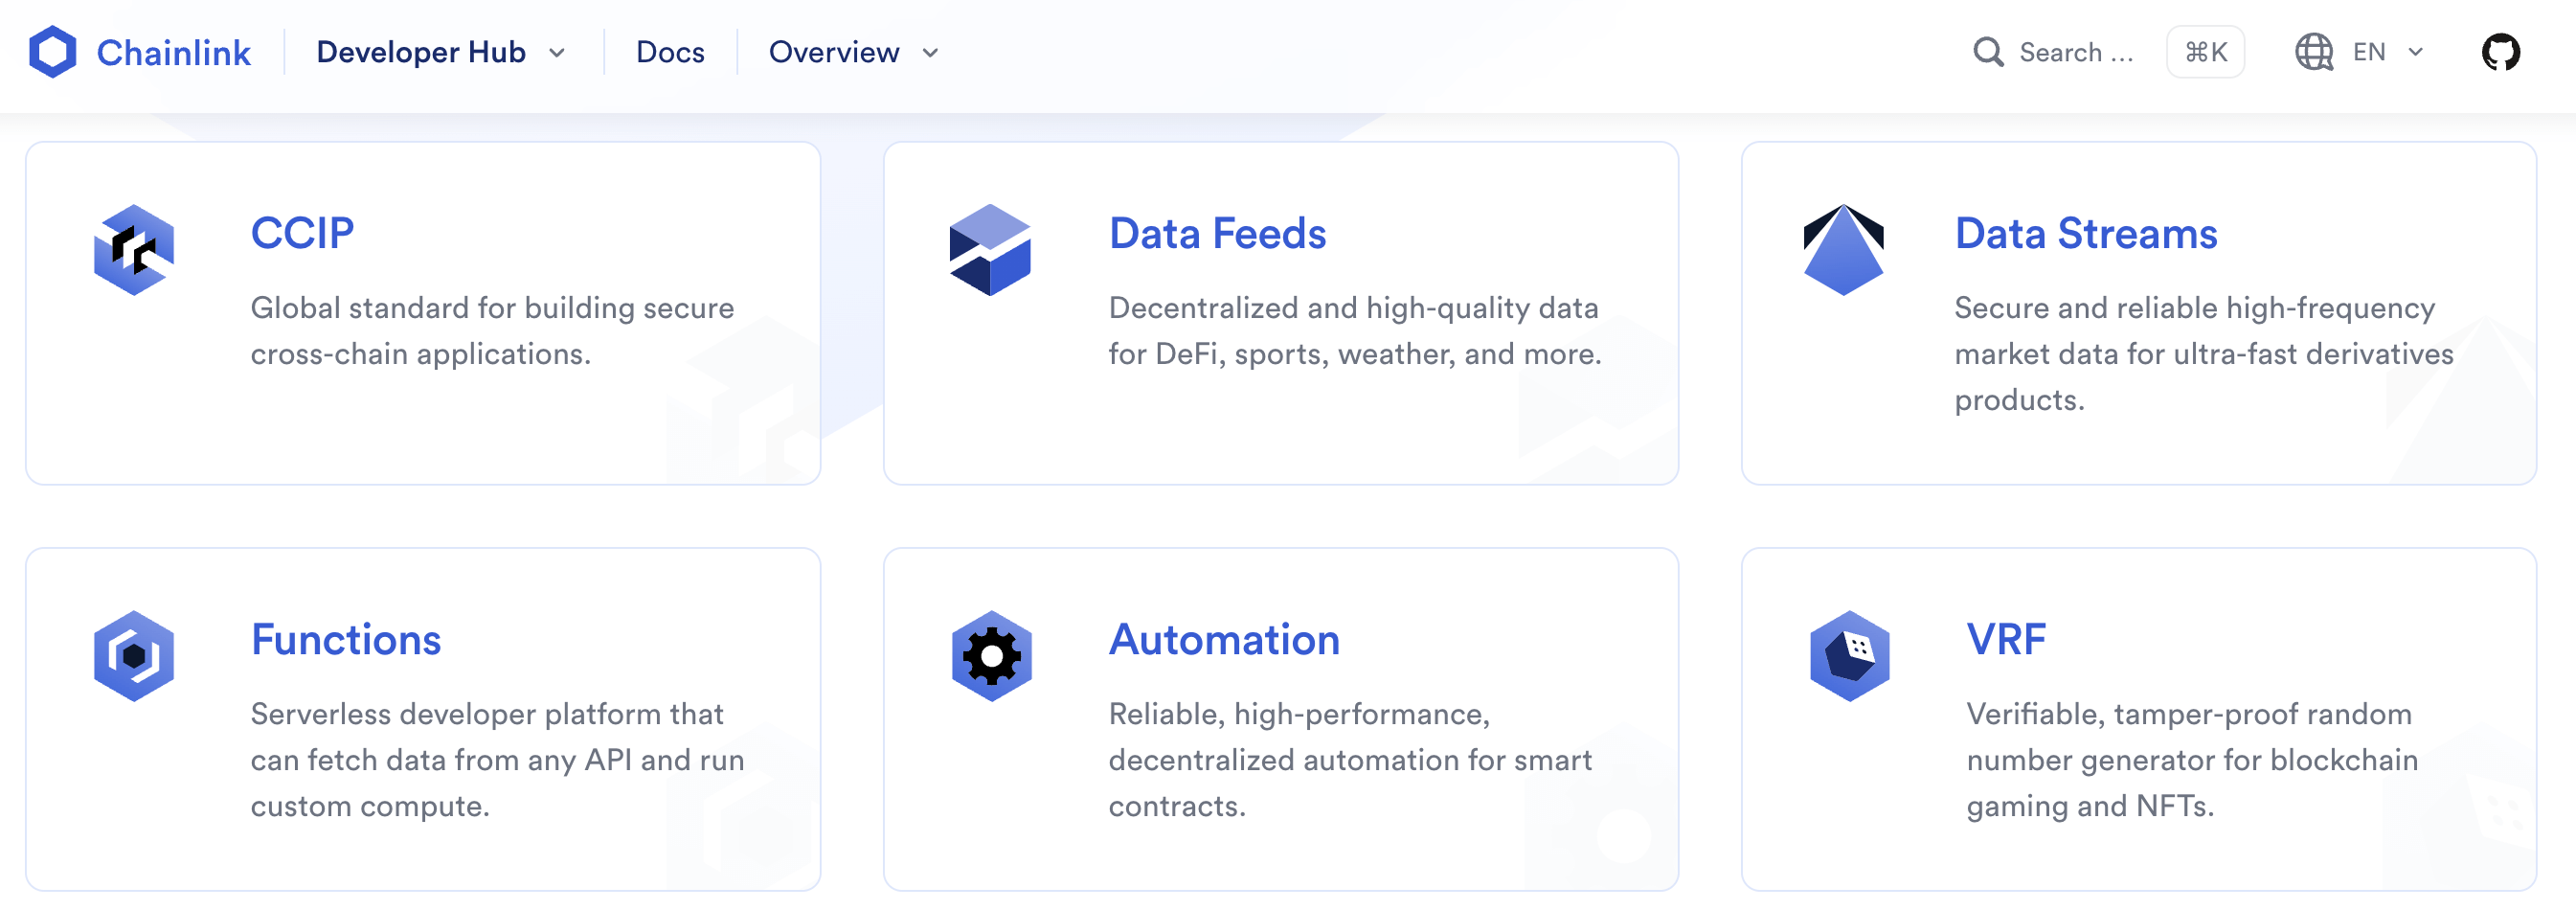 Chainlink
Developer Hub
Docs
Overview
Search ...
⌘K
EN
CCIP
Global standard for building secure
cross-chain applications.
Data Feeds
Decentralized and high-quality data
for DeFi, sports, weather, and more.
Data Streams
Secure and reliable high-frequency
market data for ultra-fast derivatives
products.
Functions
Serverless developer platform that
can fetch data from any API and run
custom compute.
Automation
Reliable, high-performance,
decentralized automation for smart
contracts.
VRF
Verifiable, tamper-proof random
number generator for blockchain
gaming and NFTs.